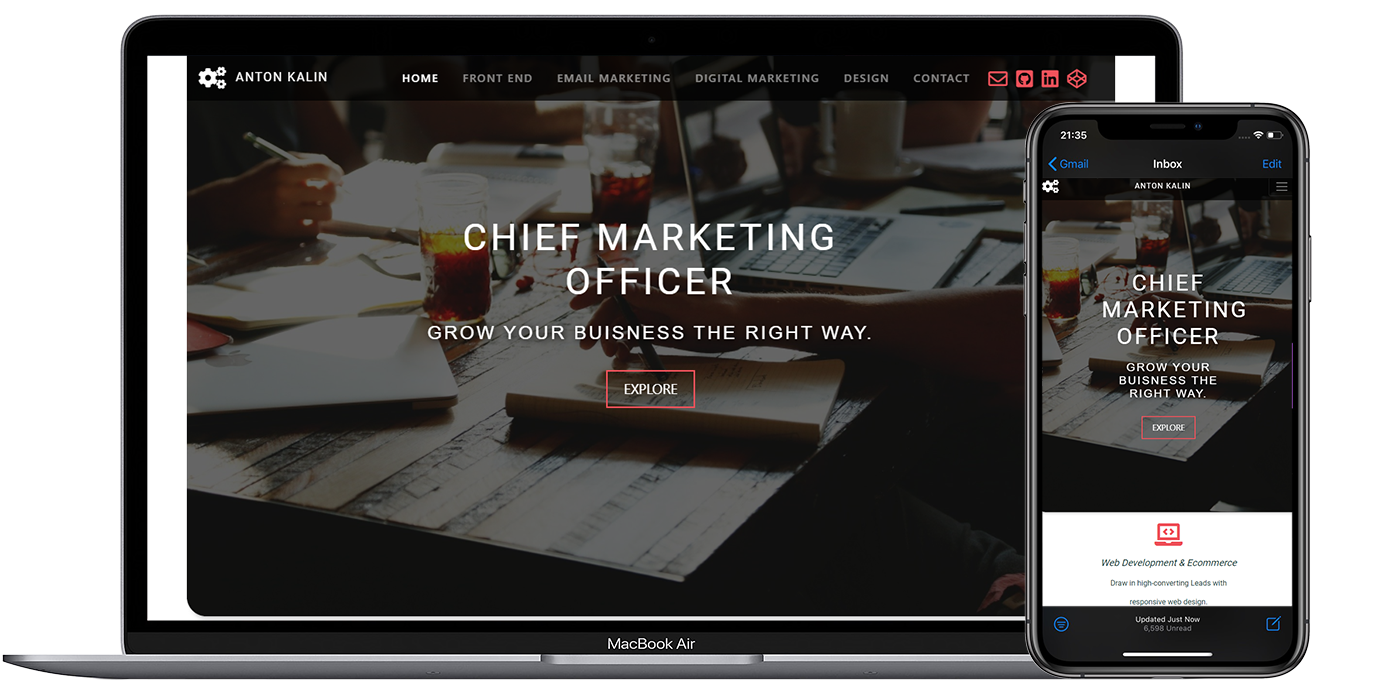 ANTON KALIN
HOME FRONT END EMAIL MARKETING DIGITAL MARKETING DESIGN CONTACT
CHIEF MARKETING
OFFICER
GROW YOUR BUISNESS THE RIGHT WAY.
EXPLORE
MacBook Air
21:35
Gmail Inbox Edit
ANTON KALIN
CHIEF
MARKETING
OFFICER
GROW YOUR
BUISNESS THE
RIGHT WAY.
EXPLORE
Web Development & Ecommerce
Draw in high-converting Leads with
responsive web design.
Updated Just Now
6,598 Unread